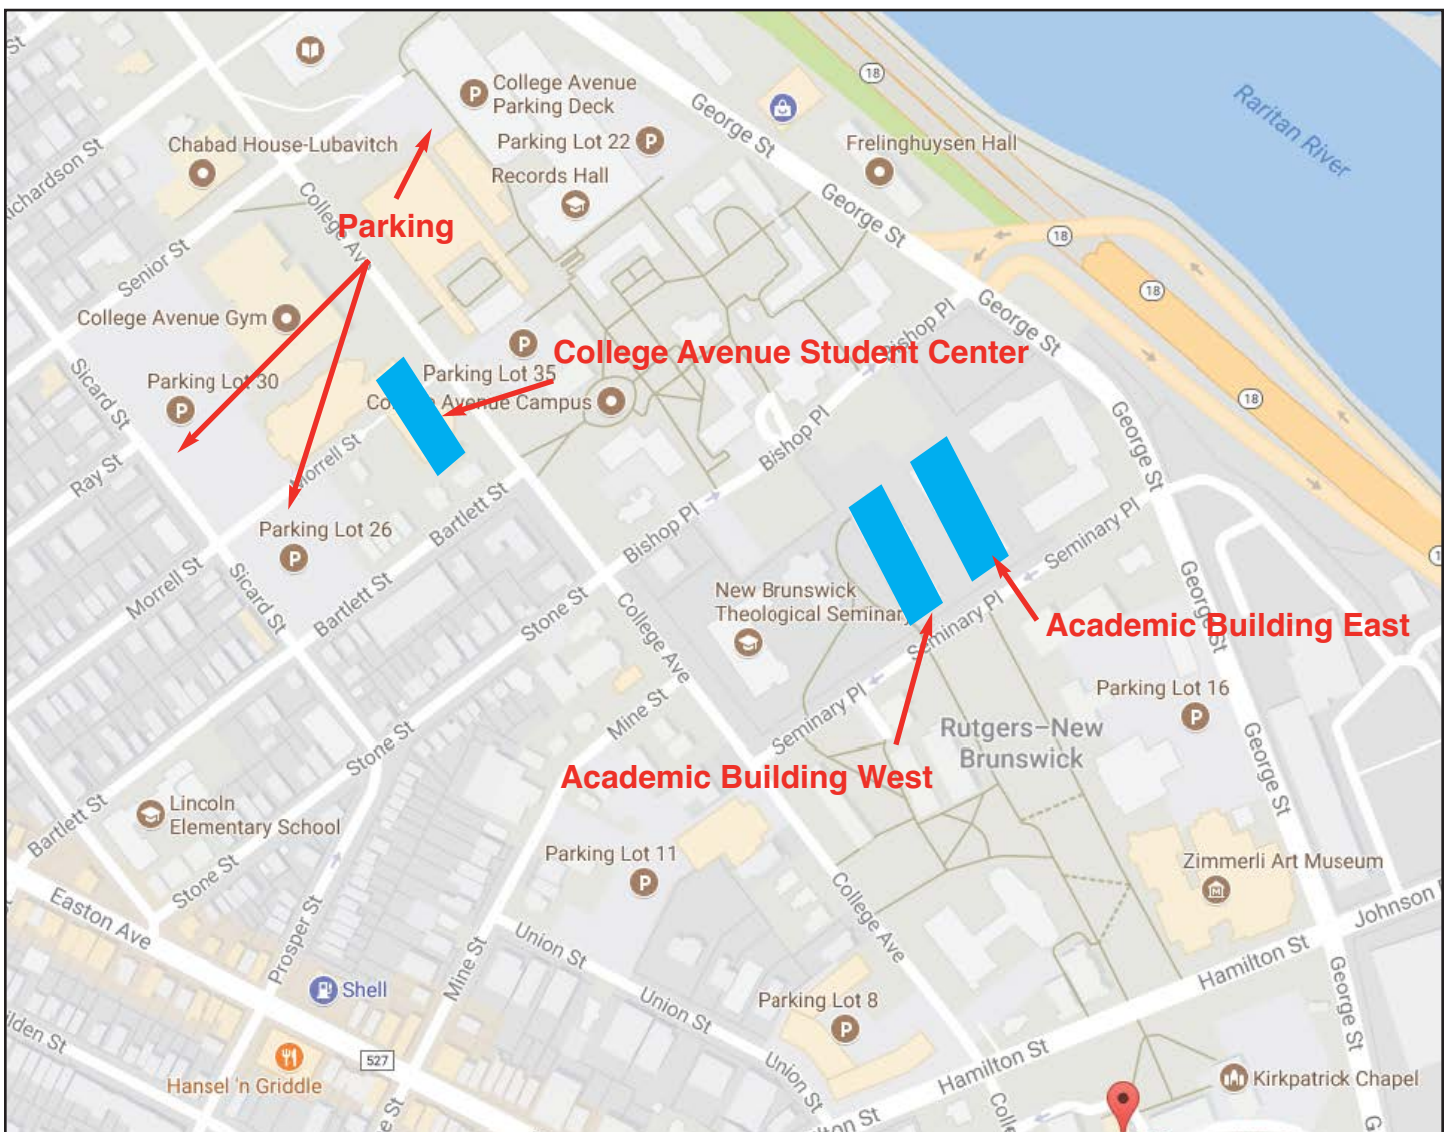 St
18
College Avenue
Parking Deck
George St
Raritan River
Chabad House-Lubavitch
Parking Lot 22
Frelinghuysen Hall
Richardson St
Records Hall
College Ave
Parking
George St
18
Senior St
18
College Avenue Gym
George St
Bishop Pl
College Avenue Student Center
Parking Lot 35
Parking Lot 30
College Avenue Campus
Sicard St
18
George St
Bishop Pl
Morrell St
Ray St
Bartlett St
Parking Lot 26
Bishop Pl
Seminary Pl
Morrell St
Sicard St
Bartlett St
Stone St
New Brunswick
Theological Seminary
College Ave
Seminary Pl
George St
Academic Building East
Seminary Pl
Parking Lot 16
Mine St
Rutgers–New
Brunswick
Stone St
Academic Building West
George St
Bartlett St
Lincoln
Elementary School
Parking Lot 11
Zimmerli Art Museum
Stone St
Easton Ave
College Ave
Johnson
Prosper St
Union St
Mine St
Hamilton St
George St
Shell
Union St
Parking Lot 8
527
Hansel 'n Griddle
Union St
Hamilton St
Kirkpatrick Chapel